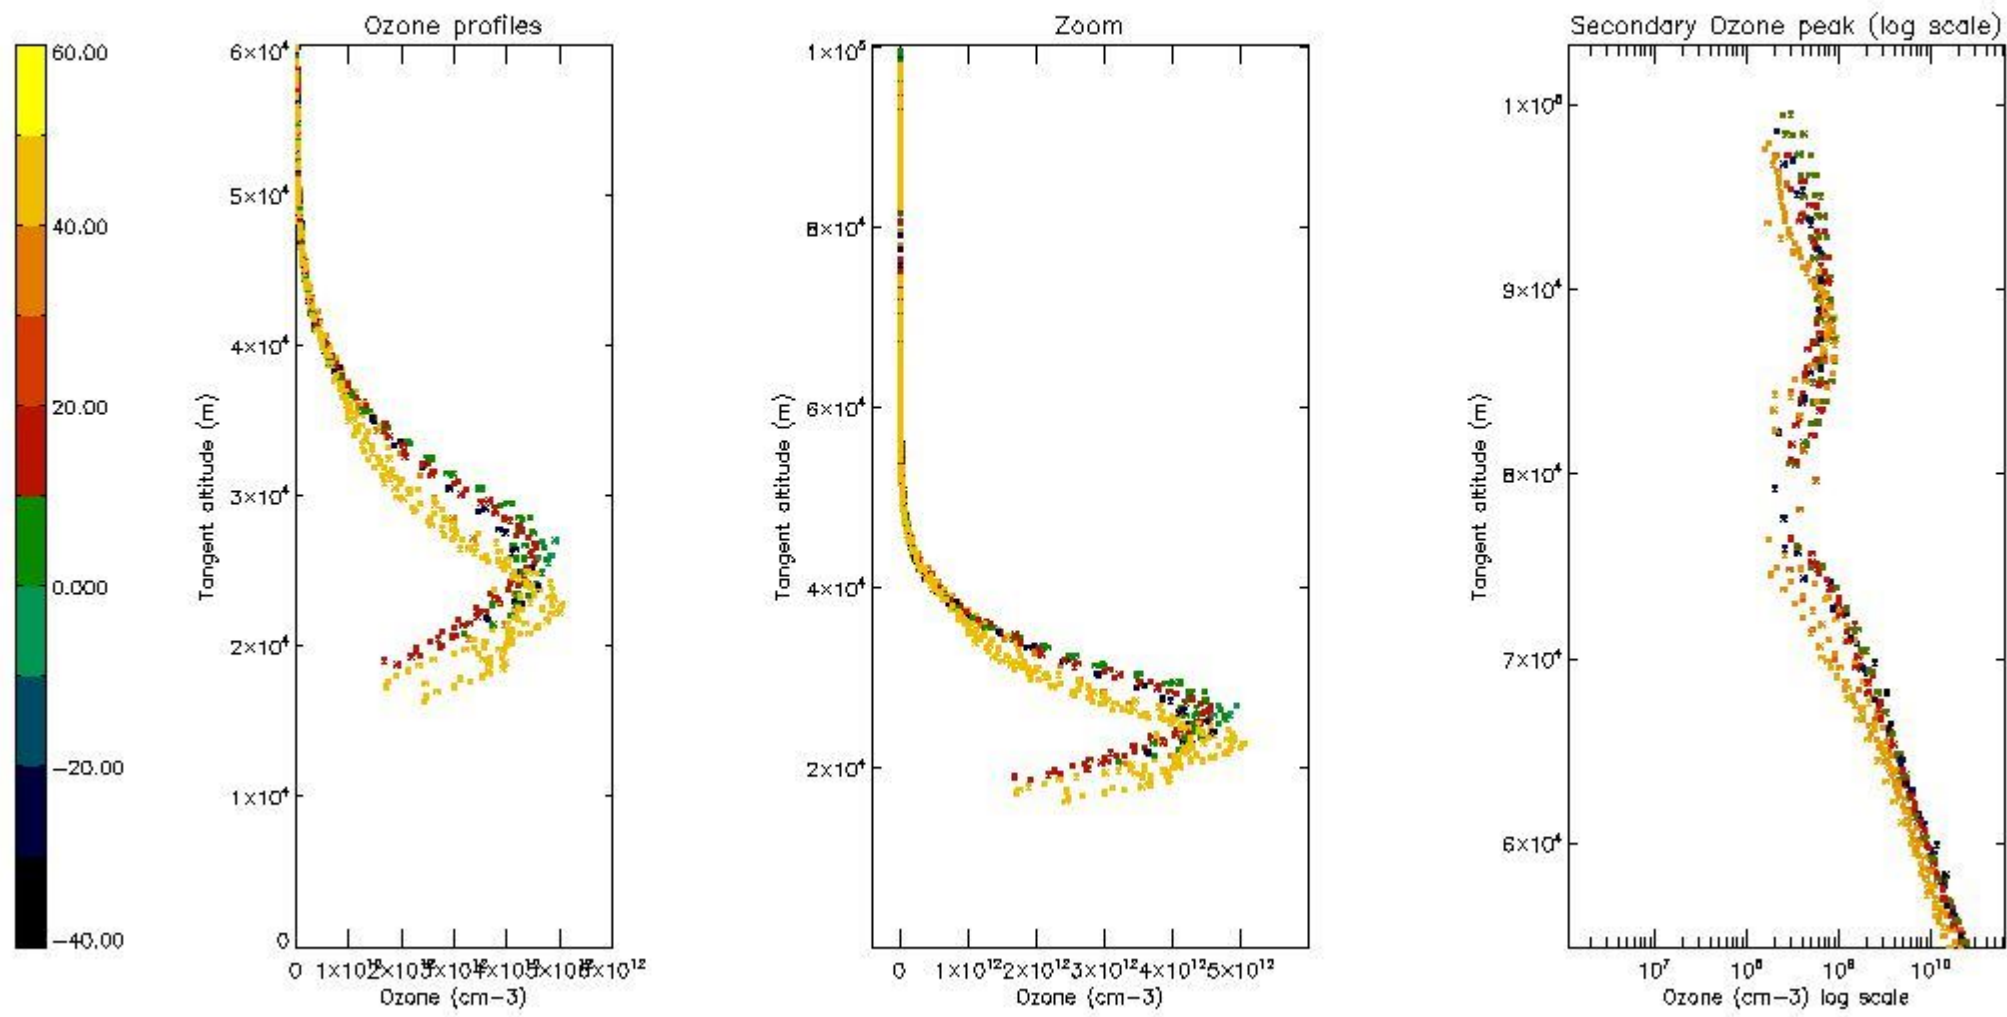 Ozone profiles
Zoom
Secondary Ozone peak (log scale)
60.00
40.00
20.00
0.000
−20.00
−40.00
6×10⁴
5×10⁴
4×10⁴
3×10⁴
2×10⁴
1×10⁴
0
Tangent altitude (m)
0
Ozone (cm−3)
1×10⁵
8×10⁴
6×10⁴
4×10⁴
2×10⁴
Tangent altitude (m)
0 1×10¹² 2×10¹² 3×10¹² 4×10¹² 5×10¹²
Ozone (cm−3)
9×10⁴
8×10⁴
7×10⁴
6×10⁴
Tangent altitude (m)
10⁷ 10⁸ 10⁹ 10¹⁰
Ozone (cm−3) log scale